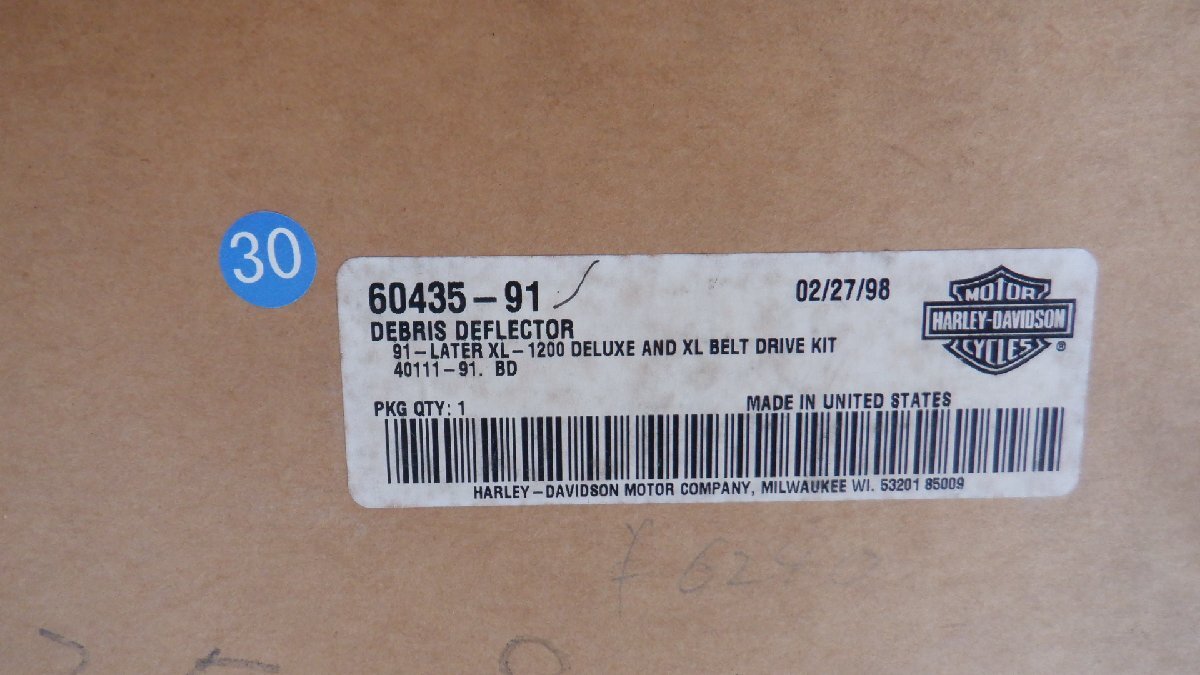 30
60435-91
02/27/98
DEBRIS DEFLECTOR
91-LATER XL-1200 DELUXE AND XL BELT DRIVE KIT
40111-91. BD
MOTOR
HARLEY-DAVIDSON
CYCLES
®
PKG QTY: 1
MADE IN UNITED STATES
HARLEY-DAVIDSON MOTOR COMPANY, MILWAUKEE WI. 53201 85009
¥ 6240